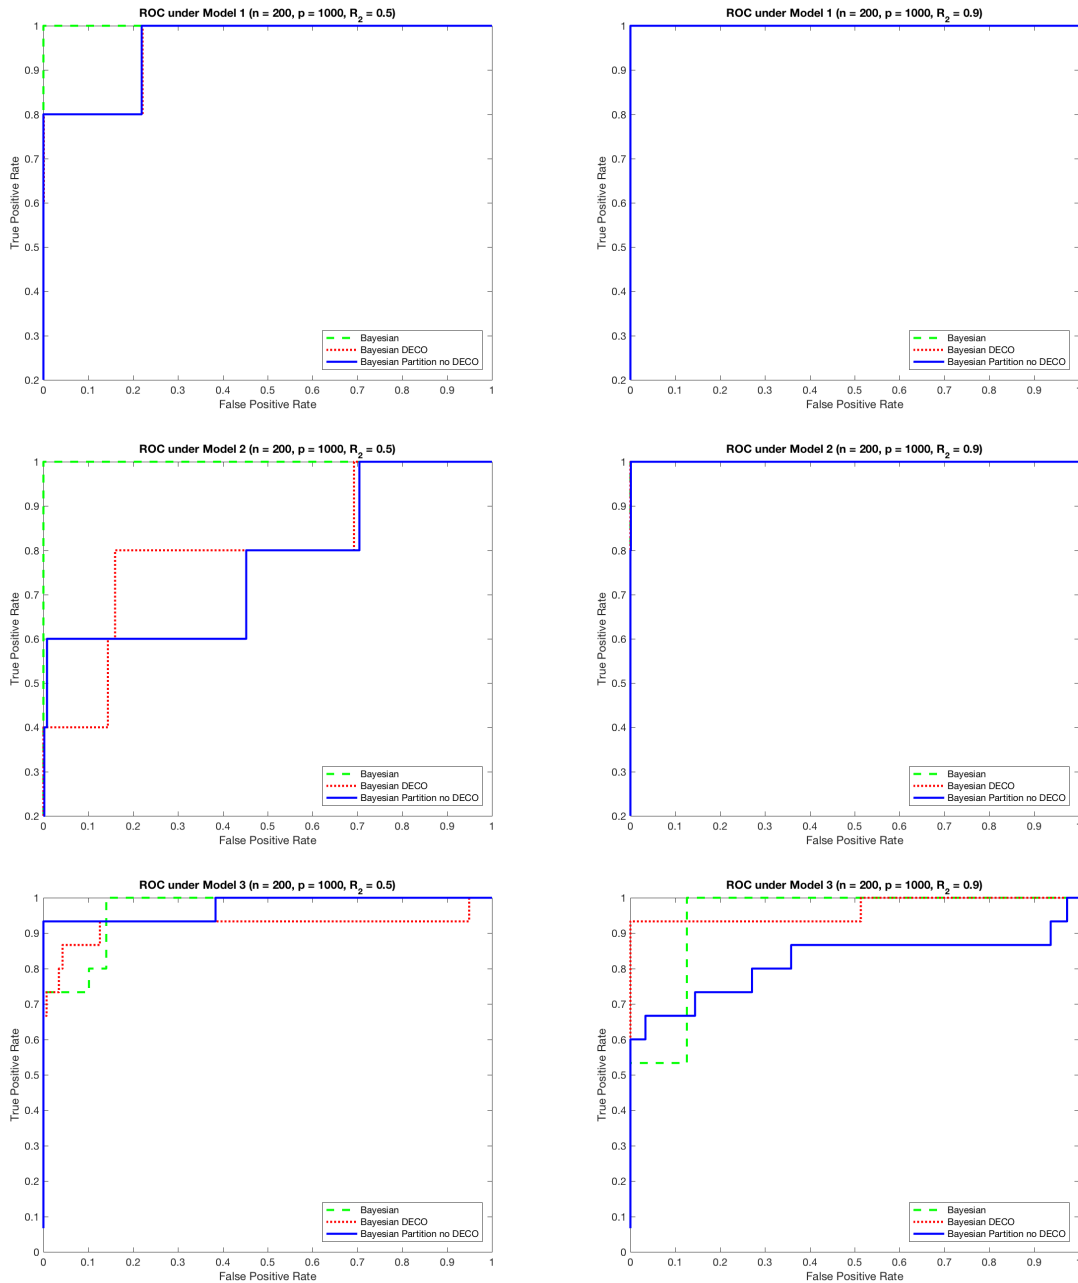 ROC under Model 1 (n = 200, p = 1000, R2 = 0.5)
1
0.9
0.8
0.7
0.6
0.5
0.4
0.3
0.2
True Positive Rate
0 0.1 0.2 0.3 0.4 0.5 0.6 0.7 0.8 0.9 1
False Positive Rate
Bayesian
Bayesian DECO
Bayesian Partition no DECO
ROC under Model 1 (n = 200, p = 1000, R2 = 0.9)
1
0.9
0.8
0.7
0.6
0.5
0.4
0.3
0.2
True Positive Rate
0 0.1 0.2 0.3 0.4 0.5 0.6 0.7 0.8 0.9 1
False Positive Rate
Bayesian
Bayesian DECO
Bayesian Partition no DECO
ROC under Model 2 (n = 200, p = 1000, R2 = 0.5)
1
0.9
0.8
0.7
0.6
0.5
0.4
0.3
0.2
True Positive Rate
0 0.1 0.2 0.3 0.4 0.5 0.6 0.7 0.8 0.9 1
False Positive Rate
Bayesian
Bayesian DECO
Bayesian Partition no DECO
ROC under Model 2 (n = 200, p = 1000, R2 = 0.9)
1
0.9
0.8
0.7
0.6
0.5
0.4
0.3
0.2
True Positive Rate
0 0.1 0.2 0.3 0.4 0.5 0.6 0.7 0.8 0.9 1
False Positive Rate
Bayesian
Bayesian DECO
Bayesian Partition no DECO
ROC under Model 3 (n = 200, p = 1000, R2 = 0.5)
1
0.9
0.8
0.7
0.6
0.5
0.4
0.3
0.2
0.1
0
True Positive Rate
0 0.1 0.2 0.3 0.4 0.5 0.6 0.7 0.8 0.9 1
False Positive Rate
Bayesian
Bayesian DECO
Bayesian Partition no DECO
ROC under Model 3 (n = 200, p = 1000, R2 = 0.9)
1
0.9
0.8
0.7
0.6
0.5
0.4
0.3
0.2
0.1
0
True Positive Rate
0 0.1 0.2 0.3 0.4 0.5 0.6 0.7 0.8 0.9 1
False Positive Rate
Bayesian
Bayesian DECO
Bayesian Partition no DECO